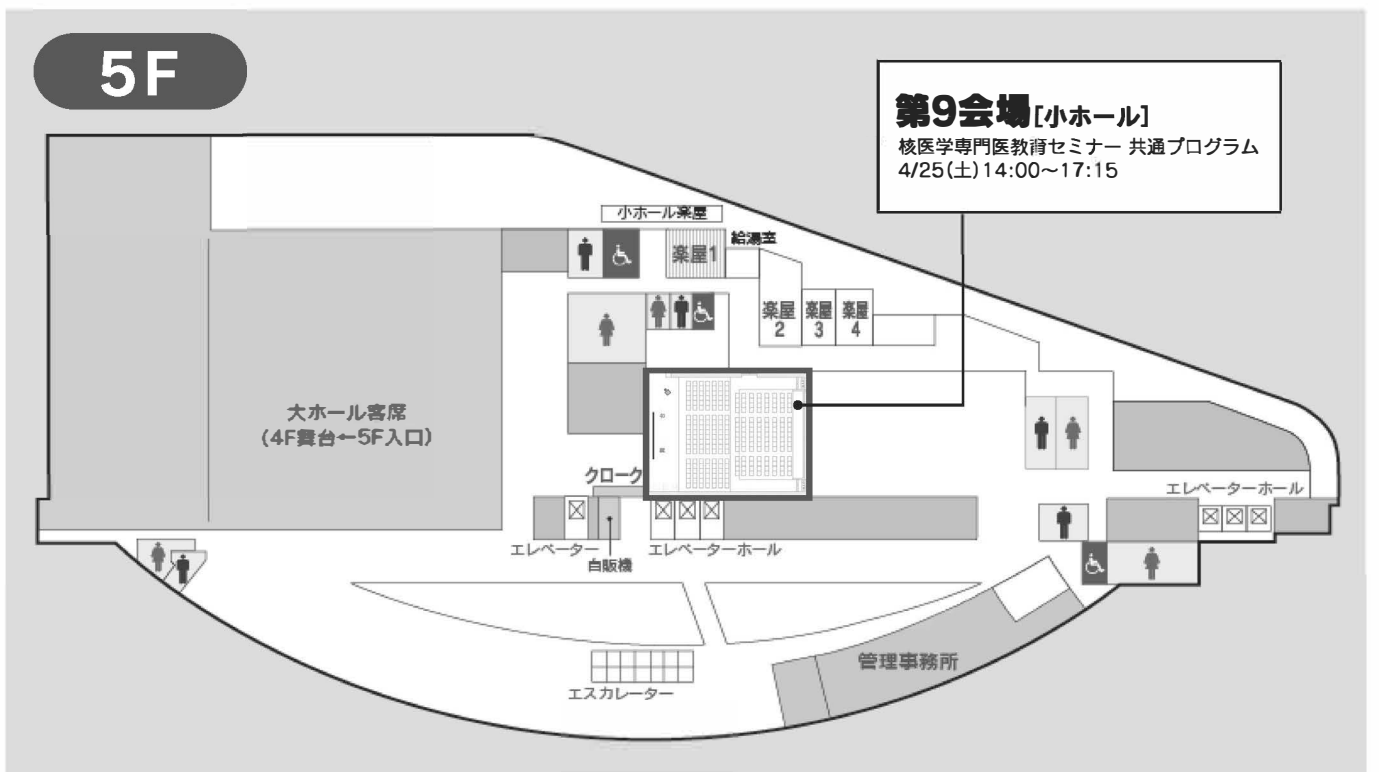 5F
第9会場[小ホール]
核医学専門医教育セミナー 共通プログラム
4/25(土)14:00〜17:15
小ホール楽屋
楽屋1
給湯室
楽屋
2
楽屋
3
楽屋
4
大ホール客席
(4F舞台←5F入口)
クローク
エレベーターホール
エレベーター
自販機
エレベーターホール
管理事務所
エスカレーター